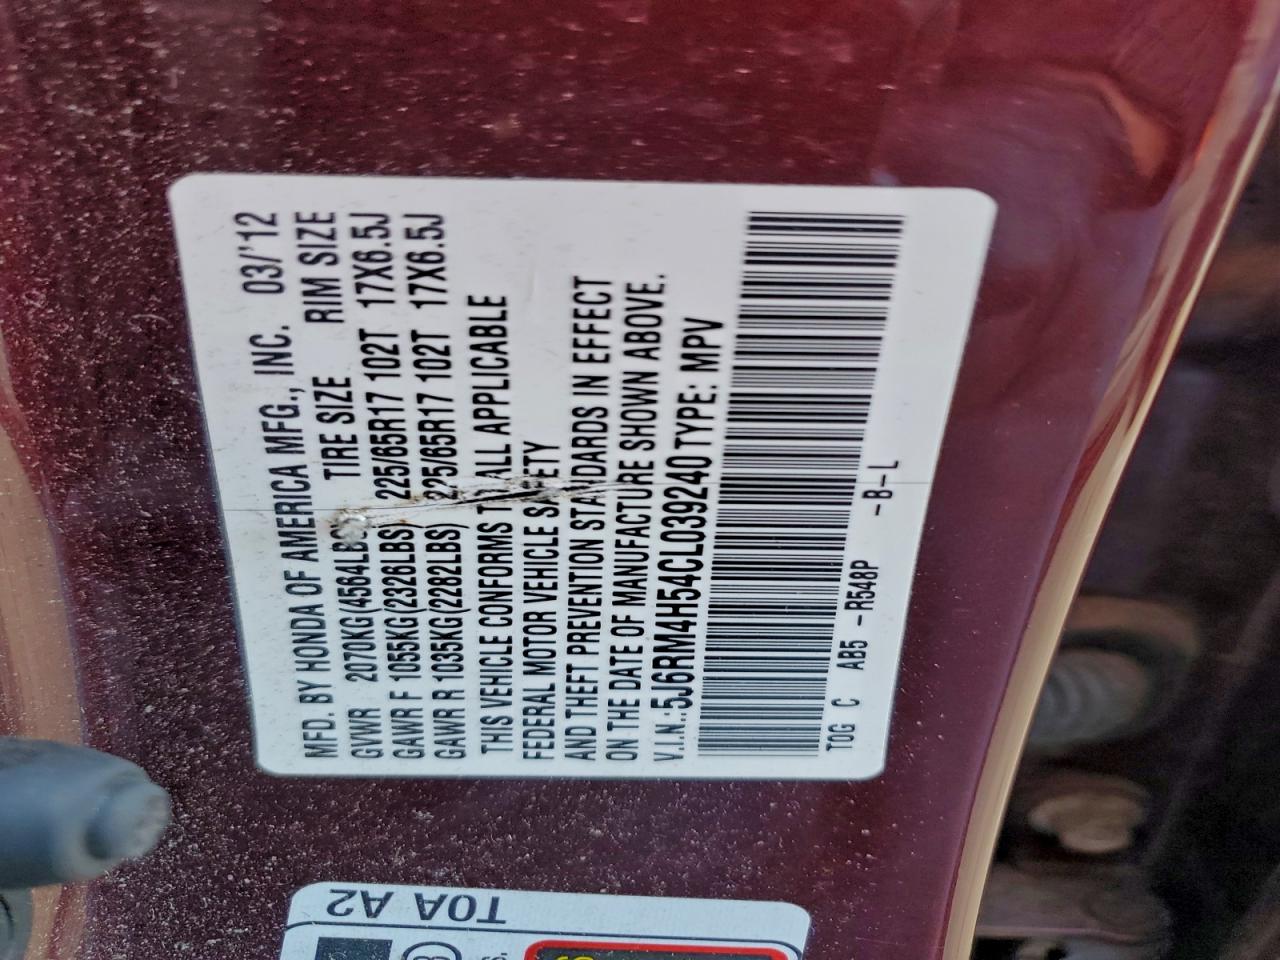 MFD. BY HONDA OF AMERICA MFG., INC. 03/'12
TIRE SIZE RIM SIZE
GVWR 2070KG(4564LBS)
GAWR F 1055KG(2326LBS) 225/65R17 102T 17X6.5J
GAWR R 1035KG(2282LBS) 225/65R17 102T 17X6.5J
THIS VEHICLE CONFORMS TO ALL APPLICABLE
FEDERAL MOTOR VEHICLE SAFETY
AND THEFT PREVENTION STANDARDS IN EFFECT
ON THE DATE OF MANUFACTURE SHOWN ABOVE.
V.I.N.:5J6RM4H54CL039240 TYPE: MPV
TOG C AB5 -R548P -B-L
T0A A2